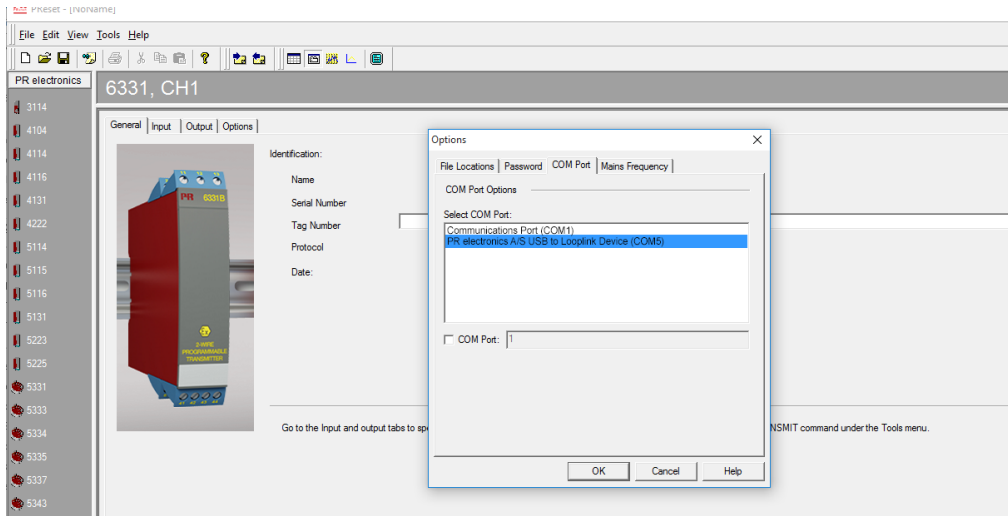 PReset - [NoName]
File Edit View Tools Help
PR electronics
6331, CH1
3114
4104
4114
4116
4131
4222
5114
5115
5116
5131
5223
5225
5331
5333
5334
5335
5337
5343
General Input Output Options
PR 6331B
2-WIRE
PROGRAMMABLE
TRANSMITTER
Identification:
Name
Serial Number
Tag Number
Protocol
Date:
Go to the Input and output tabs to spe
NSMIT command under the Tools menu.
Options
File Locations Password COM Port Mains Frequency
COM Port Options
Select COM Port:
Communications Port (COM1)
PR electronics A/S USB to Looplink Device (COM5)
COM Port: 1
OK Cancel Help